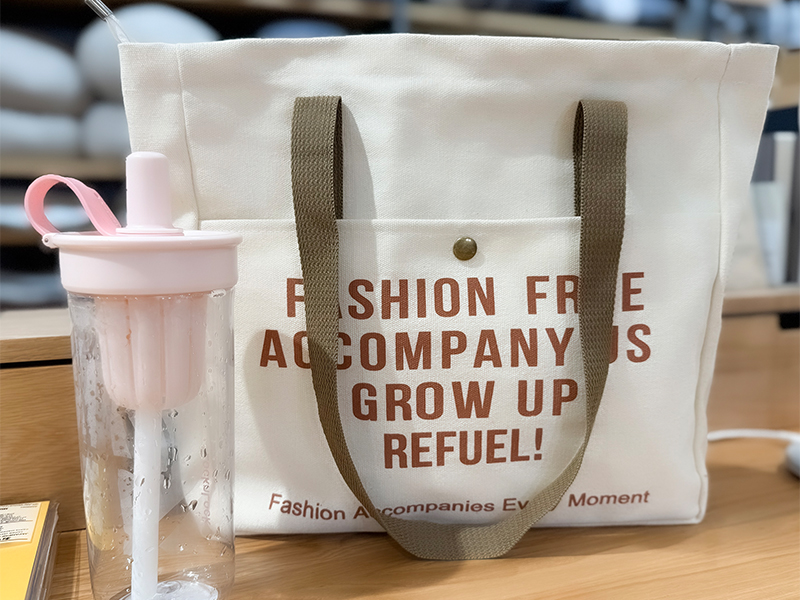 FASHION FREE
ACCOMPANY US
GROW UP
REFUEL!
Fashion Accompanies Every Moment